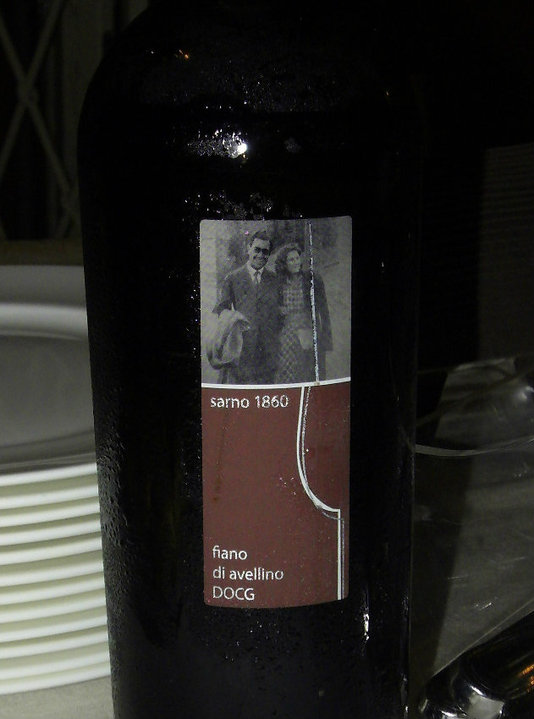 sarno 1860
fiano
di avellino
DOCG